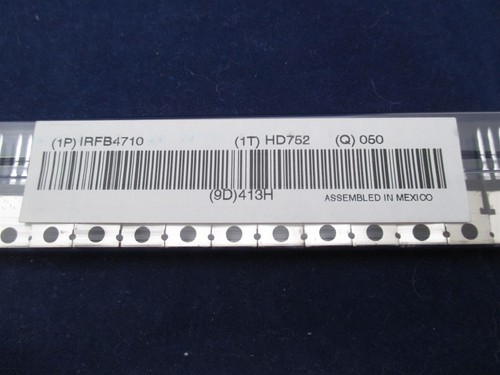 (1P) IRFB4710 (1T) HD752 (Q) 050
(9D) 413H ASSEMBLED IN MEXICO